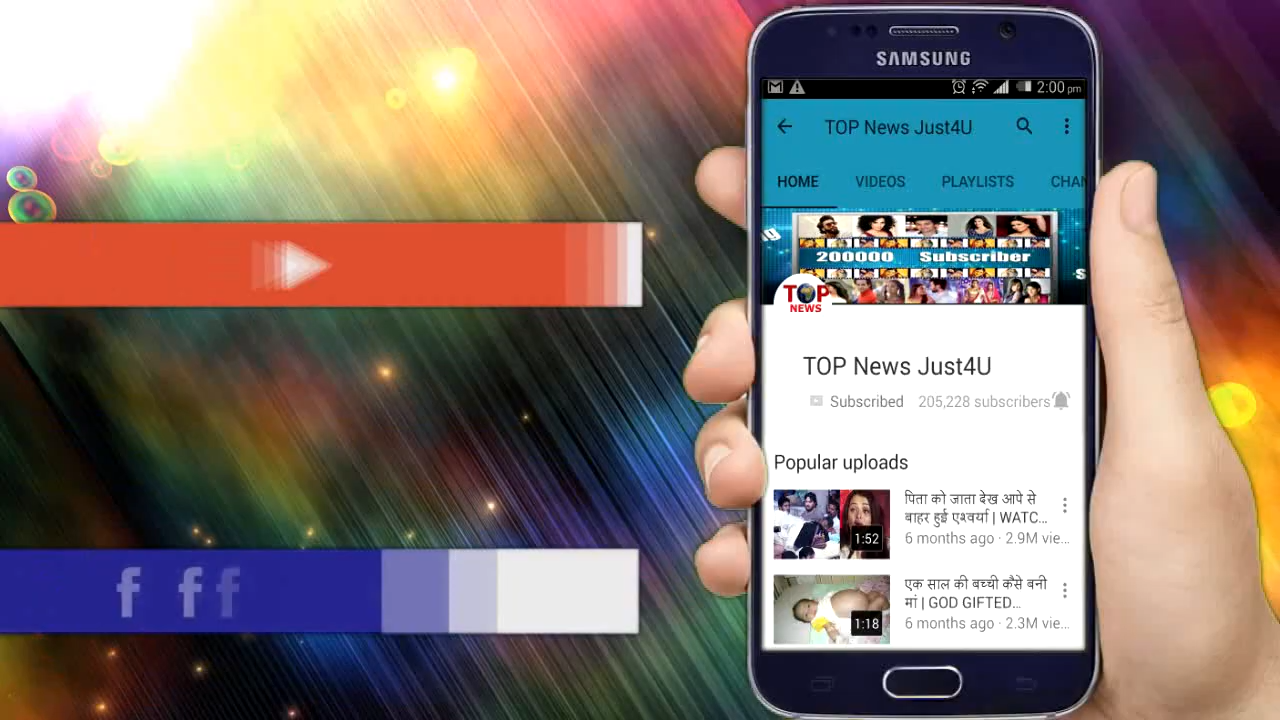 SAMSUNG
2:00 pm
TOP News Just4U
HOME VIDEOS PLAYLISTS CHAN
200000 Subscriber
TOP
NEWS
TOP News Just4U
Subscribed 205,228 subscribers
Popular uploads
पिता को जाता देख आपे से
बाहर हुई एश्वर्या | WATC...
6 months ago · 2.9M vie...
1:52
एक साल की बच्ची कैसे बनी
मां | GOD GIFTED...
6 months ago · 2.3M vie...
1:18
f f f